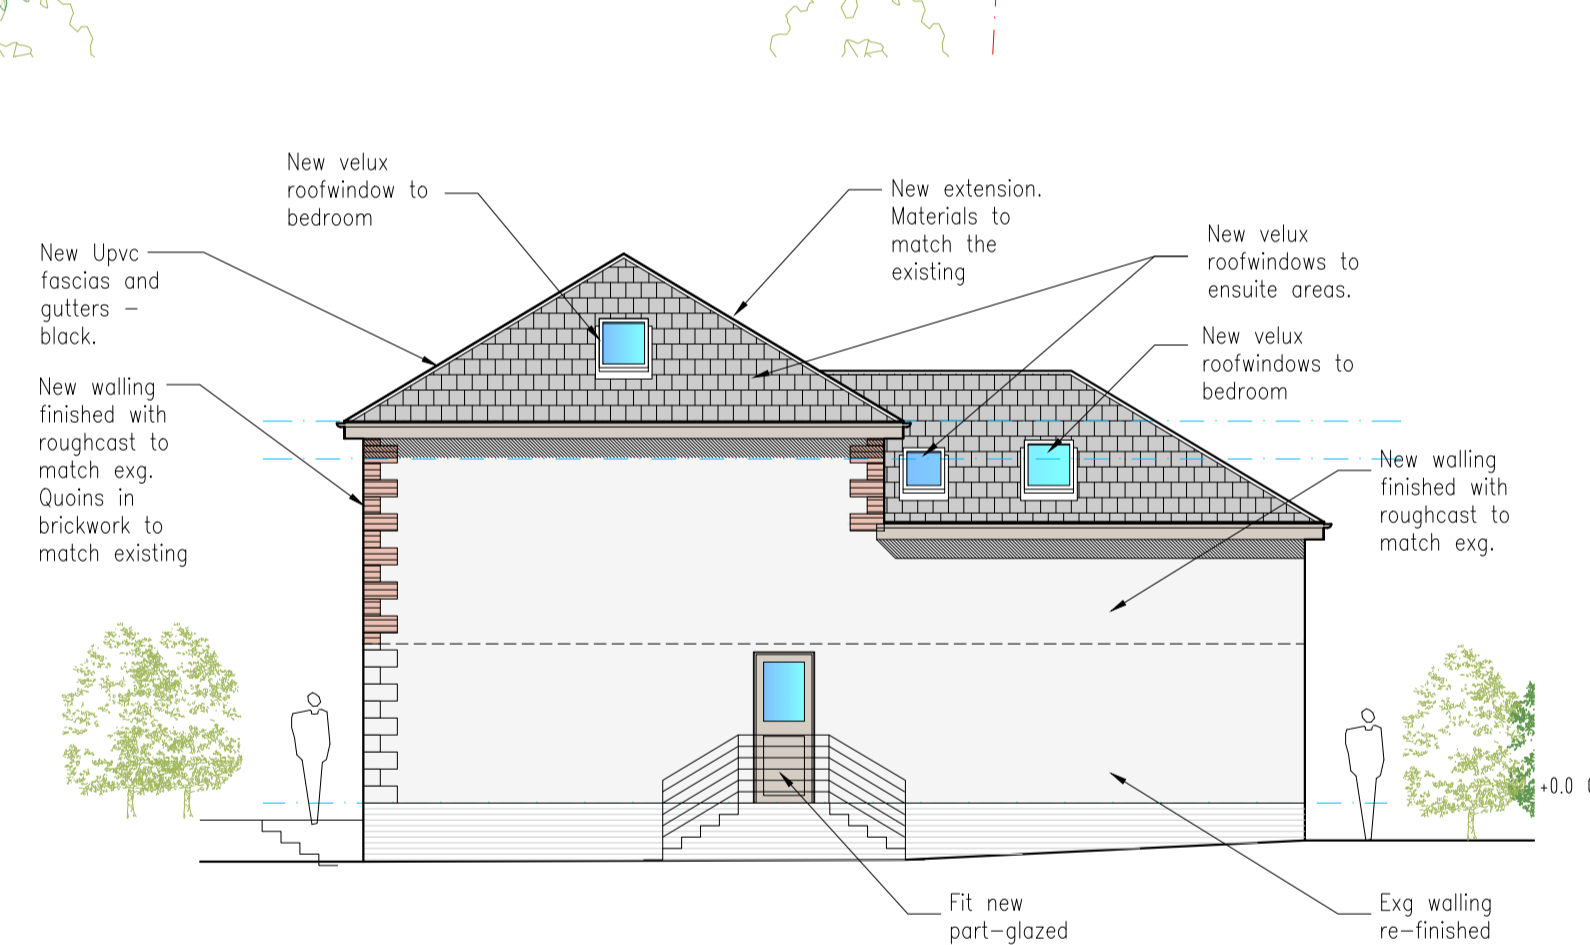 New velux
roofwindow to
bedroom
New extension.
Materials to
match the
existing
New velux
roofwindows to
ensuite areas.
New Upvc
fascias and
gutters –
black.
New velux
roofwindows to
bedroom
New walling
finished with
roughcast to
match exg.
Quoins in
brickwork to
match existing
New walling
finished with
roughcast to
match exg.
+0.0
Fit new
part–glazed
Exg walling
re–finished